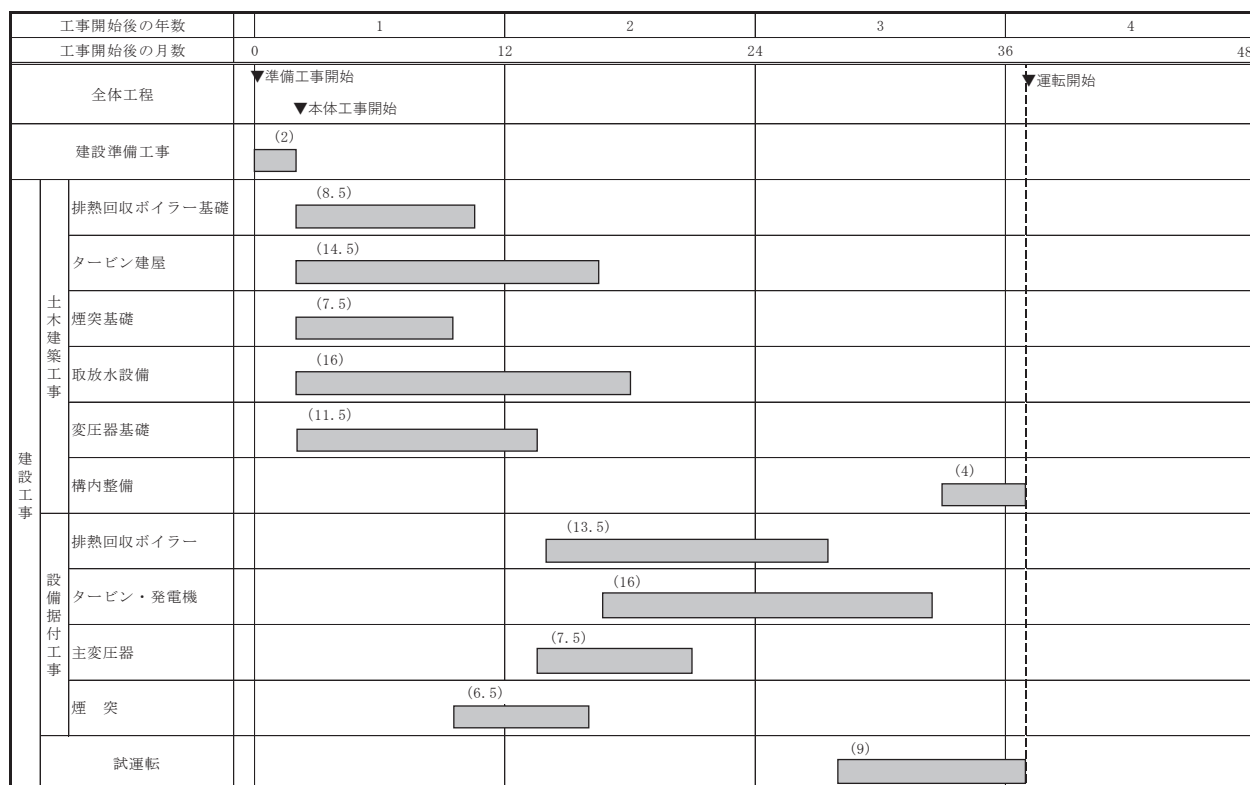 工事開始後の年数 1 2 3 4
工事開始後の月数 0 12 24 36 48
全体工程
▼準備工事開始
▼運転開始
▼本体工事開始
建設準備工事 (2)
建設工事
土木建築工事
排熱回収ボイラー基礎 (8.5)
タービン建屋 (14.5)
煙突基礎 (7.5)
取放水設備 (16)
変圧器基礎 (11.5)
構内整備 (4)
設備据付工事
排熱回収ボイラー (13.5)
タービン・発電機 (16)
主変圧器 (7.5)
煙　突 (6.5)
試運転 (9)